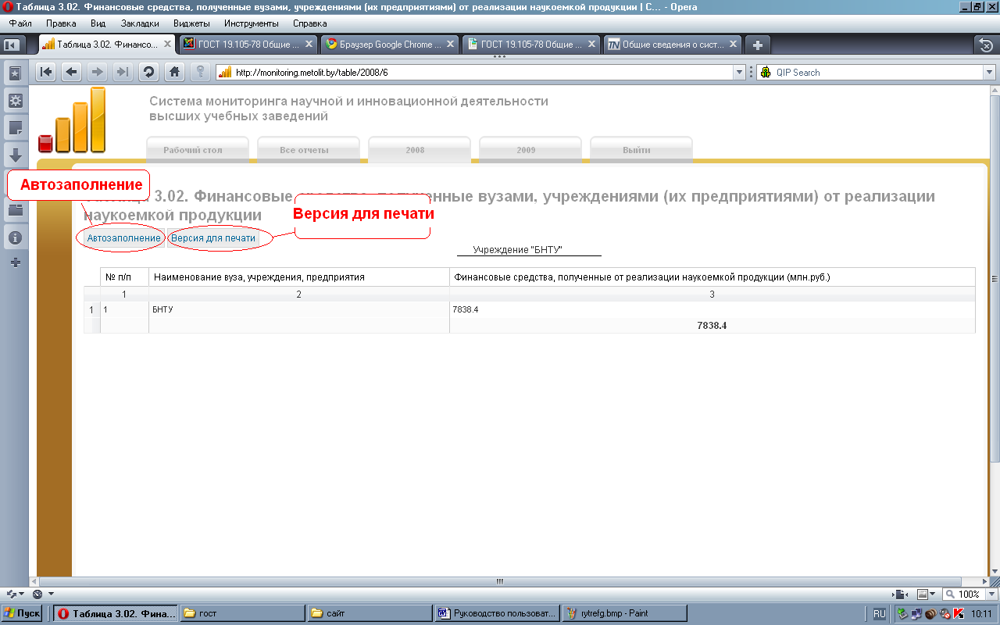 Таблица 3.02. Финансовые средства, полученные вузами, учреждениями (их предприятиями) от реализации наукоемкой продукции | С... - Opera
Файл Правка Вид Закладки Виджеты Инструменты Справка
Таблица 3.02. Финансо... ГОСТ 19.105-78 Общие ... Браузер Google Chrome ... ГОСТ 19.105-78 Общие ... Общие сведения о сист...
http://monitoring.metolit.by/table/2008/6 QIP Search
Система мониторинга научной и инновационной деятельности
высших учебных заведений
Рабочий стол Все отчеты 2008 2009 Выйти
Автозаполнение
3.02. Финансовые вузами, учреждениями (их предприятиями) от реализации
наукоемкой продукции
Версия для печати
Автозаполнение Версия для печати
Учреждение "БНТУ"
№ п/п Наименование вуза, учреждения, предприятия Финансовые средства, полученные от реализации наукоемкой продукции (млн.руб.)
1 2 3
1 1 БНТУ 7838.4
7838.4
100%
Пуск Таблица 3.02. Фина... гост сайт Руководство пользоват... rytrefg.bmp - Paint RU 10:11